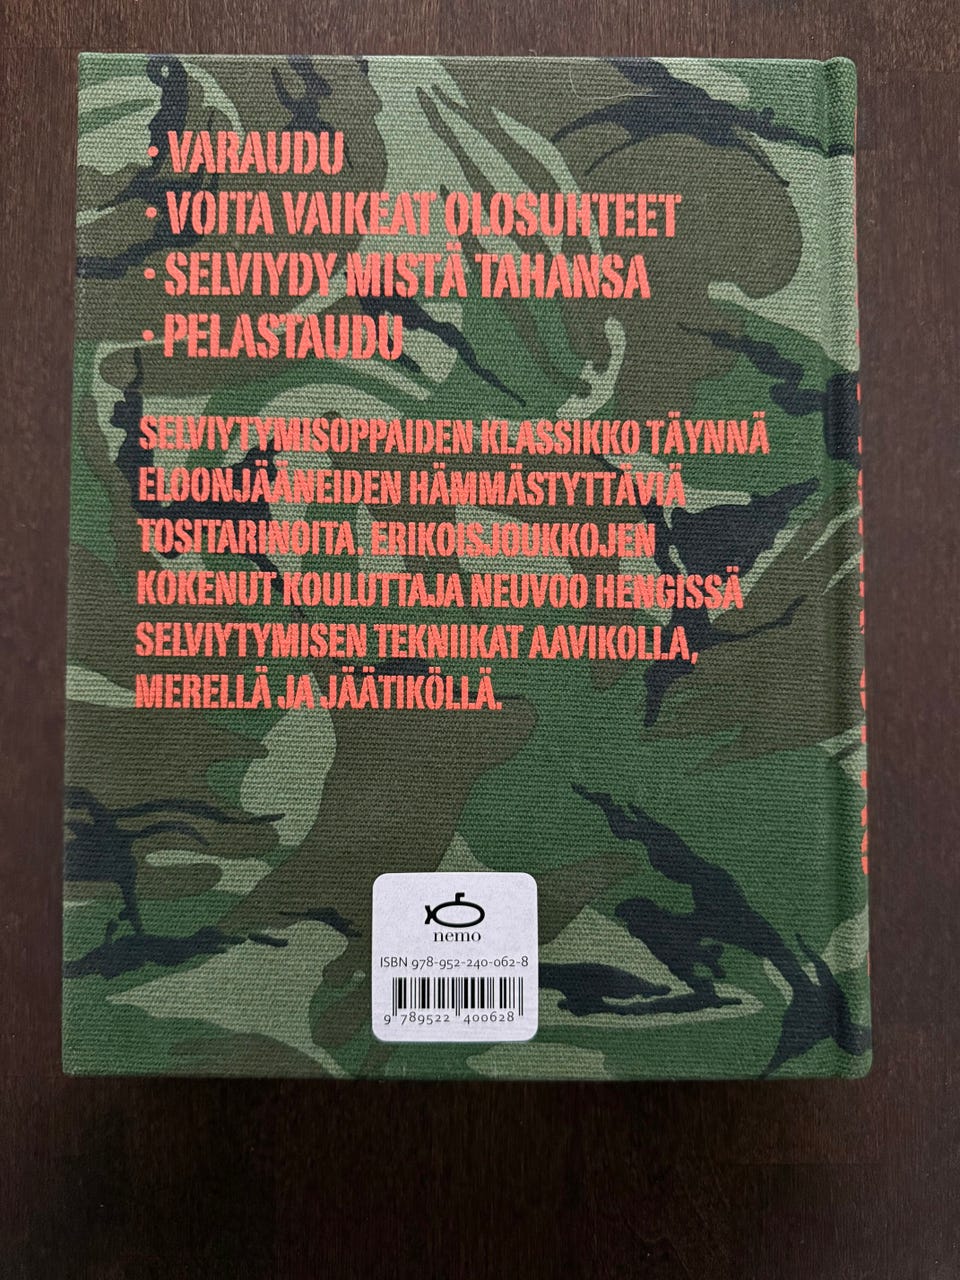 • VARAUDU
• VOITA VAIKEAT OLOSUHTEET
• SELVIYDY MISTÄ TAHANSA
• PELASTAUDU
SELVIYTYMISOPPAIDEN KLASSIKKO TÄYNNÄ
ELOONJÄÄNEIDEN HÄMMÄSTYTTÄVIÄ
TOSITARINOITA. ERIKOISJOUKKOJEN
KOKENUT KOULUTTAJA NEUVOO HENGISSÄ
SELVIYTYMISEN TEKNIIKAT AAVIKOLLA,
MERELLÄ JA JÄÄTIKÖLLÄ.
nemo
ISBN 978-952-240-062-8
9 789522 400628